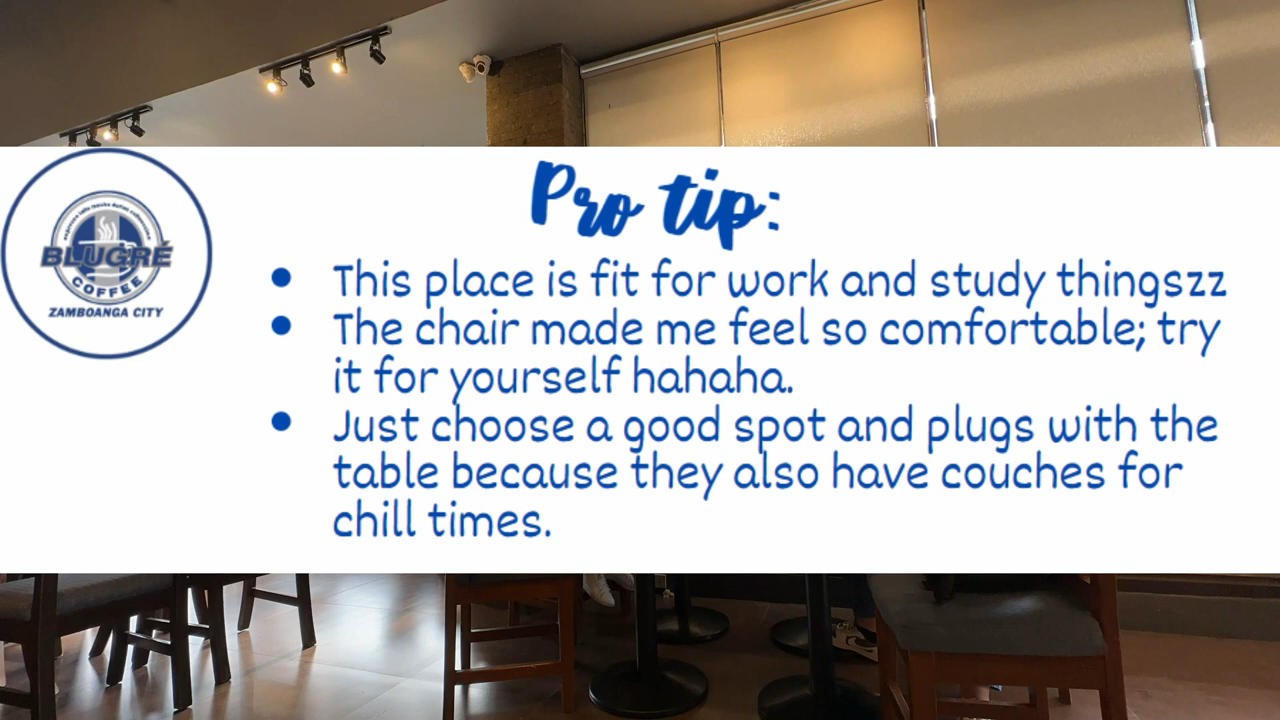 Pro tip:
BLUGRÉ
COFFEE
ZAMBOANGA CITY
• This place is fit for work and study thingszz
• The chair made me feel so comfortable; try
it for yourself hahaha.
• Just choose a good spot and plugs with the
table because they also have couches for
chill times.